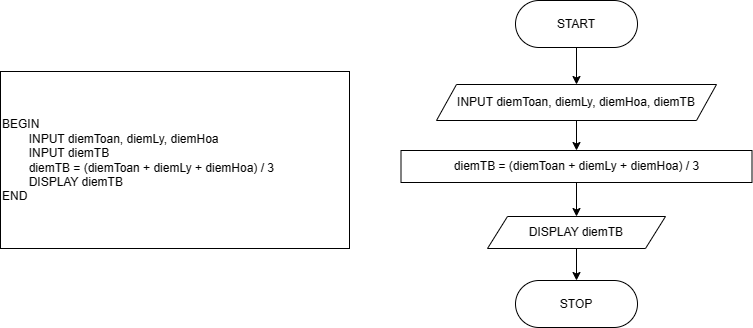 BEGIN
INPUT diemToan, diemLy, diemHoa
INPUT diemTB
diemTB = (diemToan + diemLy + diemHoa) / 3
DISPLAY diemTB
END
START
INPUT diemToan, diemLy, diemHoa, diemTB
diemTB = (diemToan + diemLy + diemHoa) / 3
DISPLAY diemTB
STOP